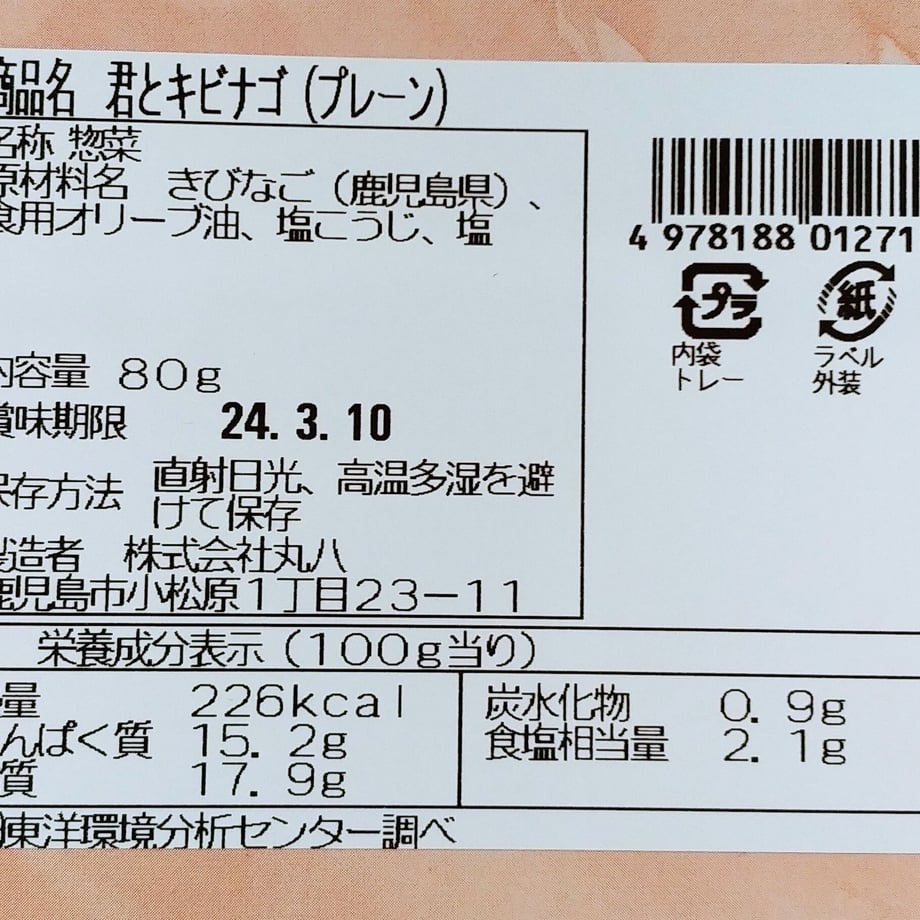 商品名 君とキビナゴ(プレーン)
名称 惣菜
原材料名 きびなご(鹿児島県)、
食用オリーブ油、塩こうじ、塩
内容量 80g
賞味期限 24.3.10
保存方法 直射日光、高温多湿を避
けて保存
製造者 株式会社丸八
鹿児島市小松原1丁目23-11
4 978188 01271
プラ
内袋
トレー
紙
ラベル
外装
栄養成分表示(100g当り)
量 226kcal
んぱく質 15.2g
質 17.9g
炭水化物 0.9g
食塩相当量 2.1g
東洋環境分析センター調べ